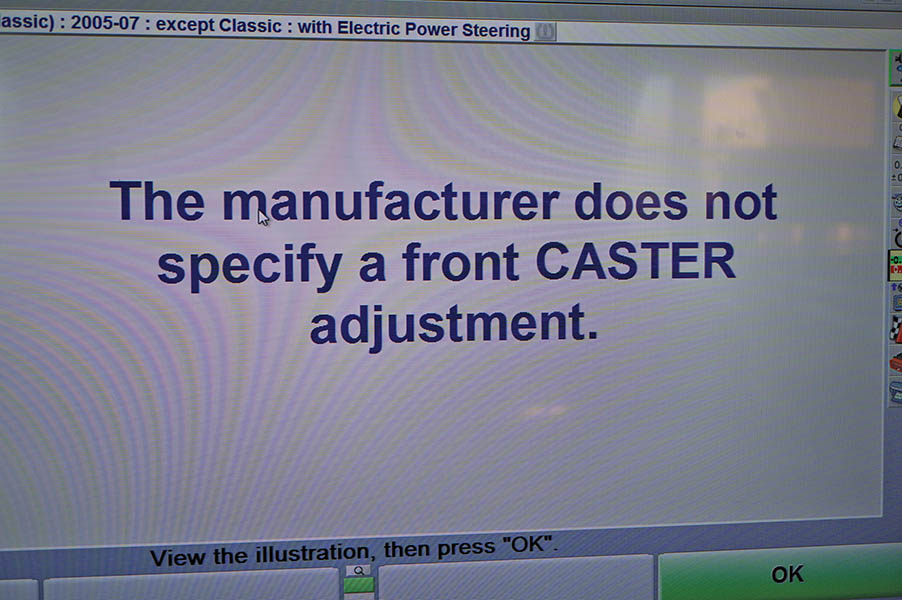 lassic) : 2005-07 : except Classic : with Electric Power Steering
The manufacturer does not
specify a front CASTER
adjustment.
View the illustration, then press "OK".
OK